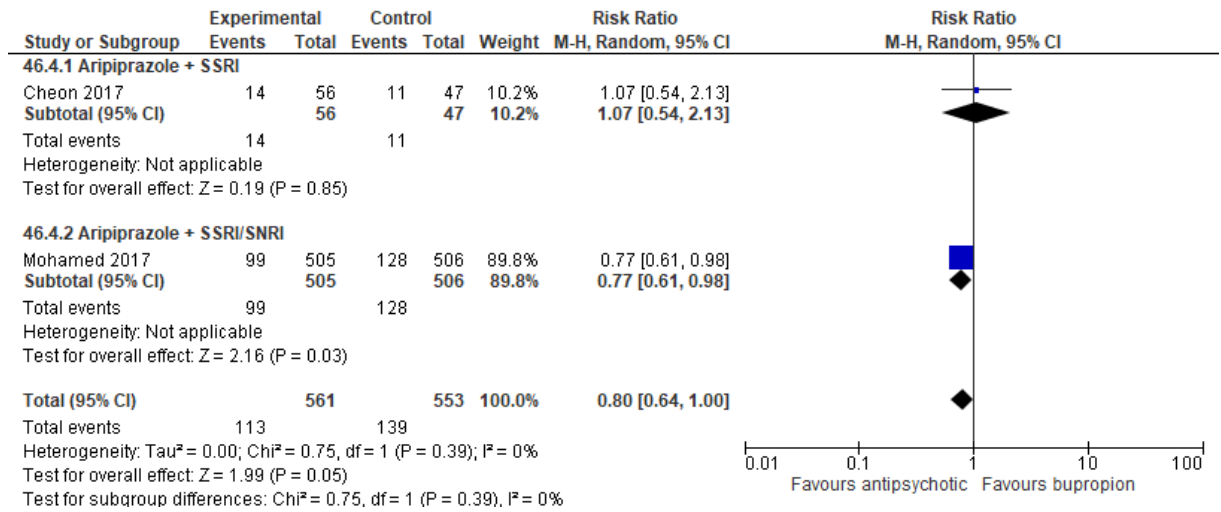 Experimental Control Risk Ratio Risk Ratio
Study or Subgroup Events Total Events Total Weight M-H, Random, 95% CI M-H, Random, 95% CI
46.4.1 Aripiprazole + SSRI
Cheon 2017 14 56 11 47 10.2% 1.07 [0.54, 2.13]
Subtotal (95% CI) 56 47 10.2% 1.07 [0.54, 2.13]
Total events 14 11
Heterogeneity: Not applicable
Test for overall effect: Z = 0.19 (P = 0.85)
46.4.2 Aripiprazole + SSRI/SNRI
Mohamed 2017 99 505 128 506 89.8% 0.77 [0.61, 0.98]
Subtotal (95% CI) 505 506 89.8% 0.77 [0.61, 0.98]
Total events 99 128
Heterogeneity: Not applicable
Test for overall effect: Z = 2.16 (P = 0.03)
Total (95% CI) 561 553 100.0% 0.80 [0.64, 1.00]
Total events 113 139
Heterogeneity: Tau² = 0.00; Chi² = 0.75, df = 1 (P = 0.39); I² = 0%
Test for overall effect: Z = 1.99 (P = 0.05)
Test for subgroup differences: Chi² = 0.75, df = 1 (P = 0.39), I² = 0%
0.01 0.1 1 10 100
Favours antipsychotic Favours bupropion